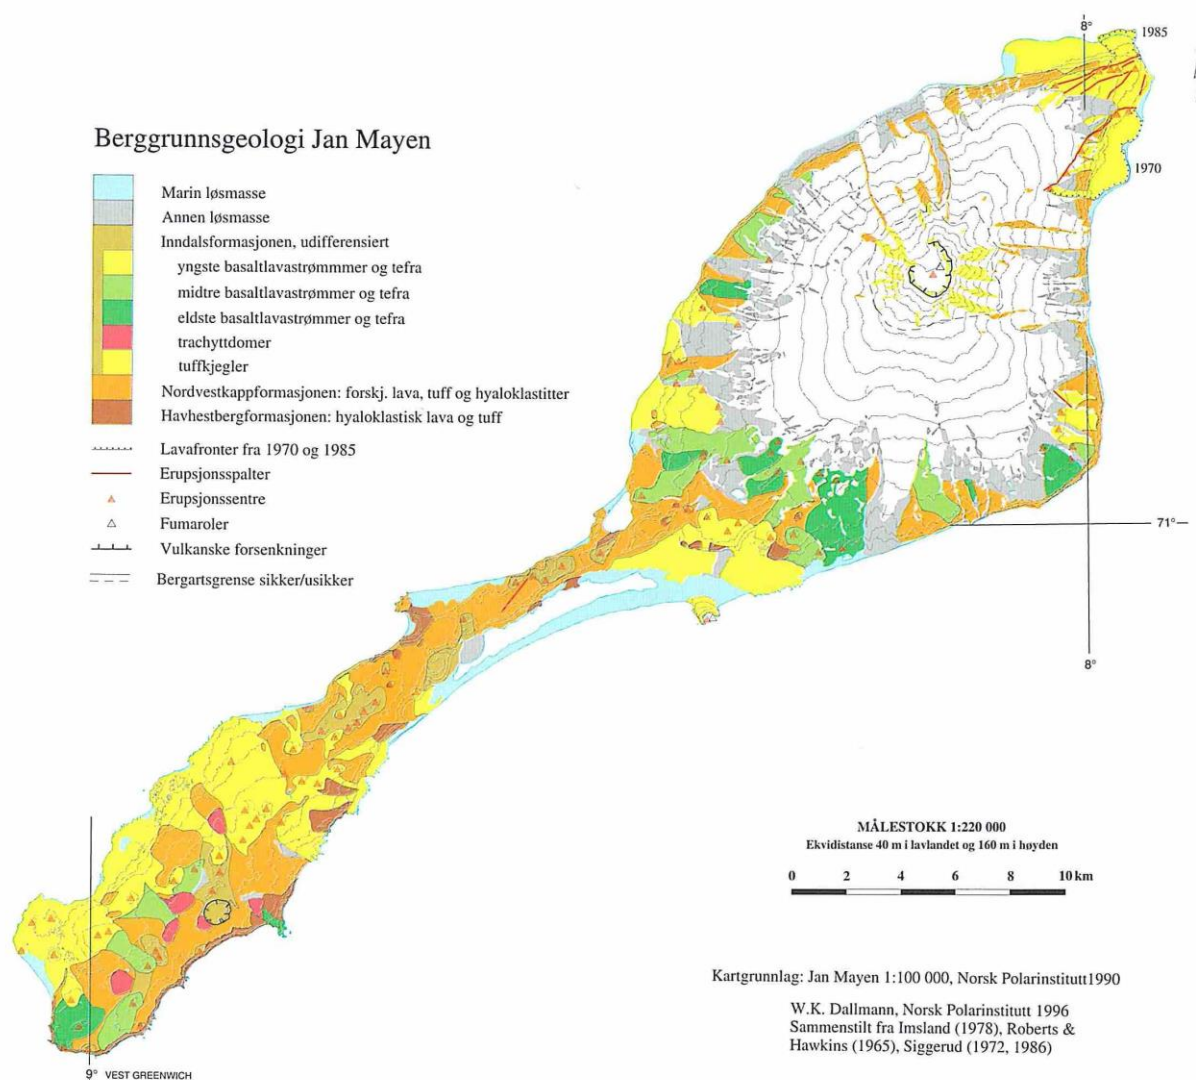 8°
1985
Berggrunnsgeologi Jan Mayen
1970
Marin løsmasse
Annen løsmasse
Inndalsformasjonen, udifferensiert
yngste basaltlavastrømmmer og tefra
midtre basaltlavastrømmer og tefra
eldste basaltlavastrømmer og tefra
trachyttdomer
tuffkjegler
Nordvestkappformasjonen: forskj. lava, tuff og hyaloklastitter
Havhestbergformasjonen: hyaloklastisk lava og tuff
Lavafronter fra 1970 og 1985
Erupsjonsspalter
Erupsjonssentre
Fumaroler
Vulkanske forsenkninger
Bergartsgrense sikker/usikker
71°
8°
MÅLESTOKK 1:220 000
Ekvidistanse 40 m i lavlandet og 160 m i høyden
0 2 4 6 8 10 km
Kartgrunnlag: Jan Mayen 1:100 000, Norsk Polarinstitutt1990
W.K. Dallmann, Norsk Polarinstitutt 1996
Sammenstilt fra Imsland (1978), Roberts &
Hawkins (1965), Siggerud (1972, 1986)
9° VEST GREENWICH